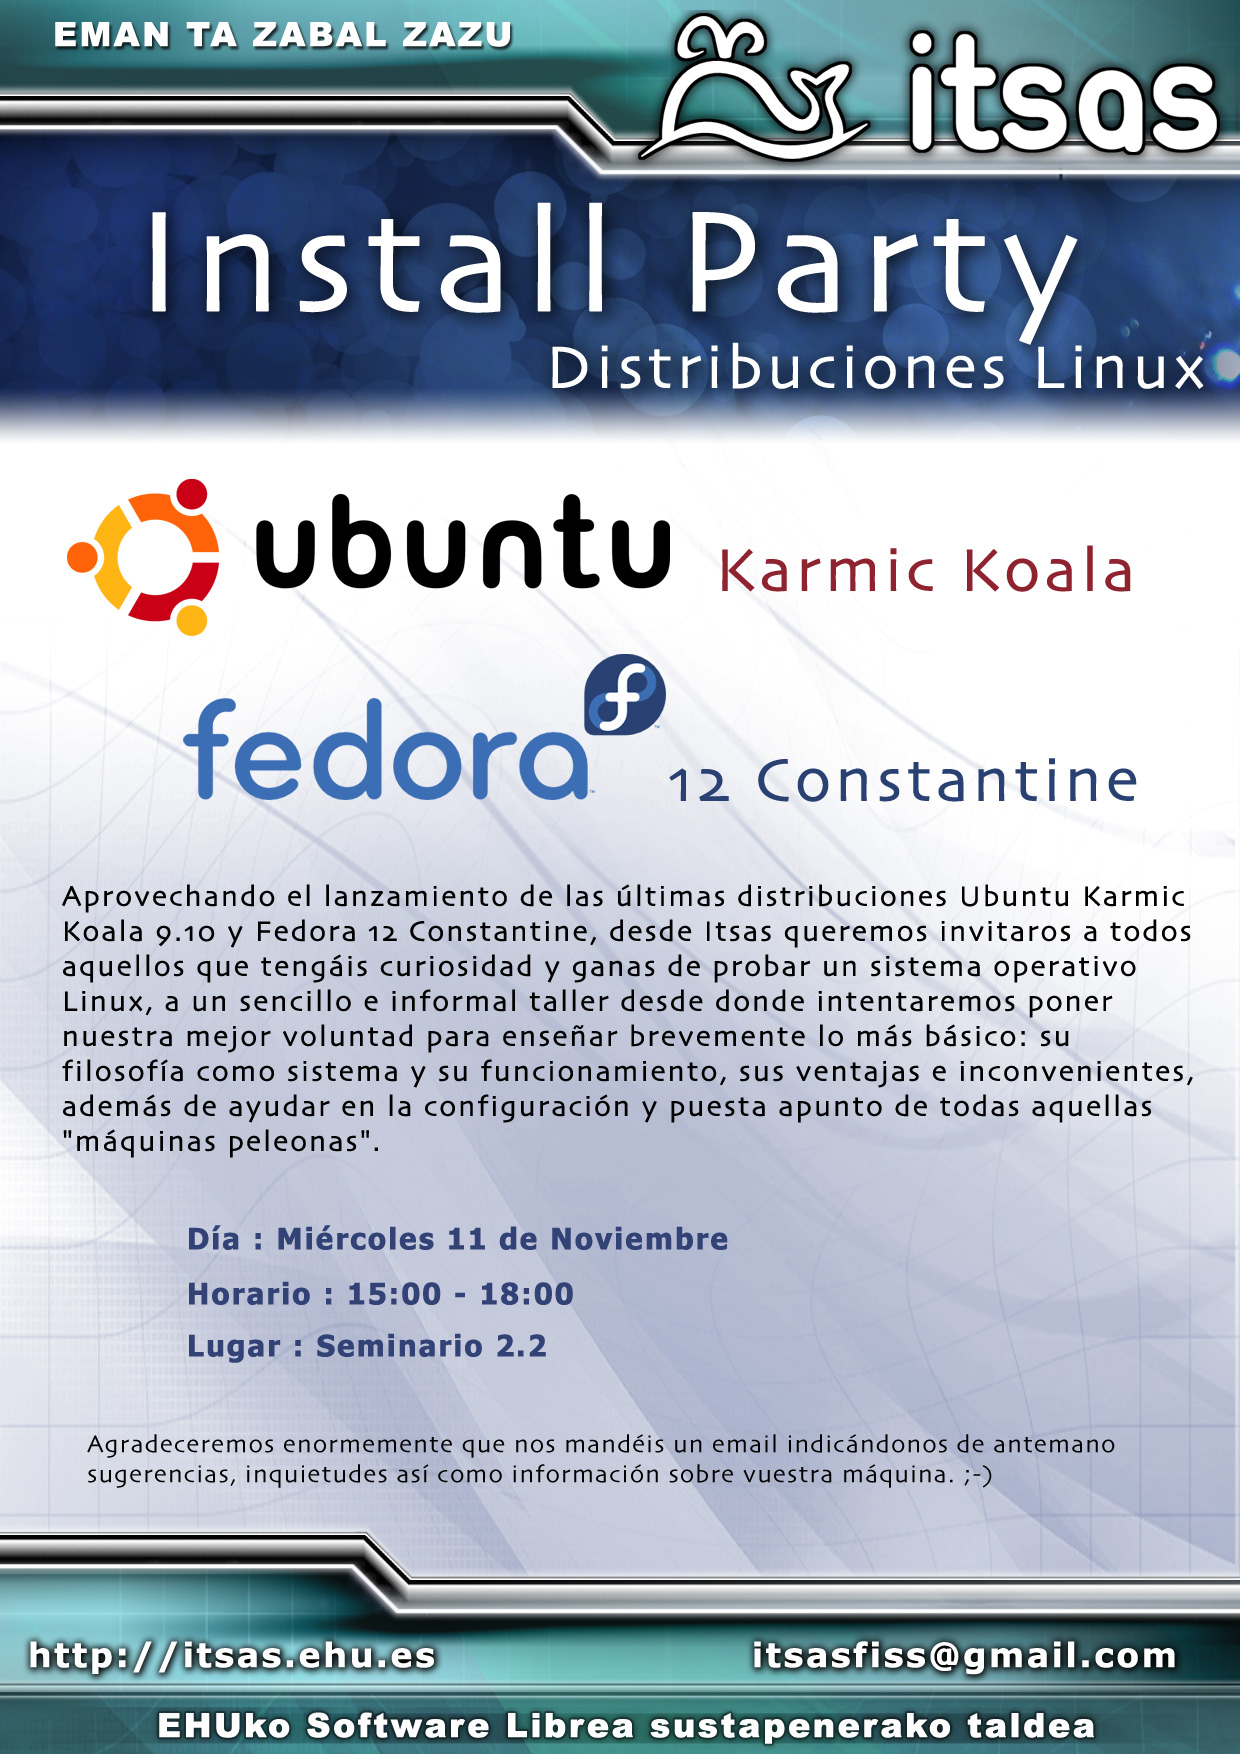 EMAN TA ZABAL ZAZU
itsas
Install Party
Distribuciones Linux
ubuntu Karmic Koala
fedora 12 Constantine
Aprovechando el lanzamiento de las últimas distribuciones Ubuntu Karmic
Koala 9.10 y Fedora 12 Constantine, desde Itsas queremos invitaros a todos
aquellos que tengáis curiosidad y ganas de probar un sistema operativo
Linux, a un sencillo e informal taller desde donde intentaremos poner
nuestra mejor voluntad para enseñar brevemente lo más básico: su
filosofía como sistema y su funcionamiento, sus ventajas e inconvenientes,
además de ayudar en la configuración y puesta apunto de todas aquellas
"máquinas peleonas".
Día : Miércoles 11 de Noviembre
Horario : 15:00 - 18:00
Lugar : Seminario 2.2
Agradeceremos enormemente que nos mandéis un email indicándonos de antemano
sugerencias, inquietudes así como información sobre vuestra máquina. ;-)
http://itsas.ehu.es
itsasfiss@gmail.com
EHUko Software Librea sustapenerako taldea